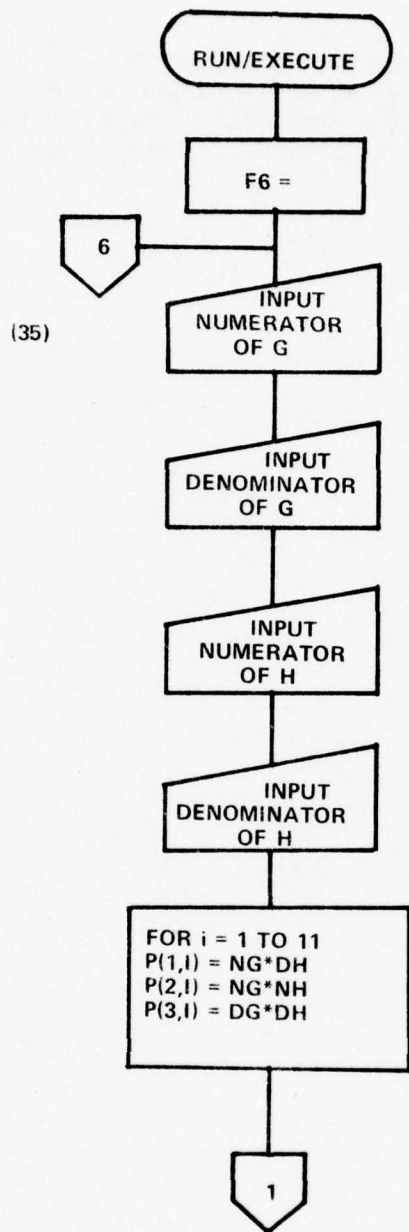 RUN/EXECUTE
F6 =
6
(35)
INPUT
NUMERATOR
OF G
INPUT
DENOMINATOR
OF G
INPUT
NUMERATOR
OF H
INPUT
DENOMINATOR
OF H
FOR i = 1 TO 11
P(1,I) = NG*DH
P(2,I) = NG*NH
P(3,I) = DG*DH
1